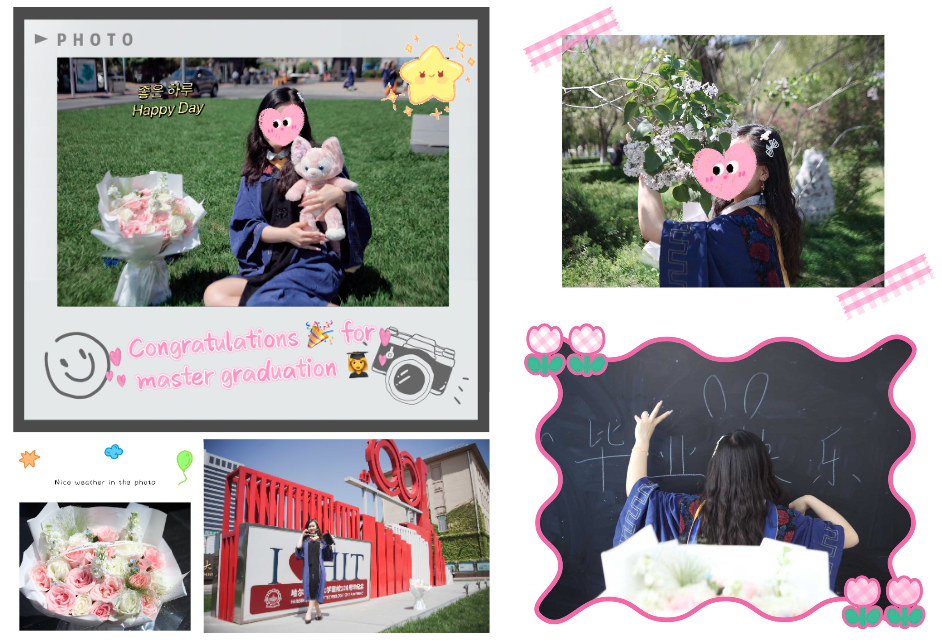 PHOTO
좋은 하루
Happy Day
Congratulations 🎉 for
master graduation 👩‍🎓
Nice weather in the photo
I HIT
毕业快乐